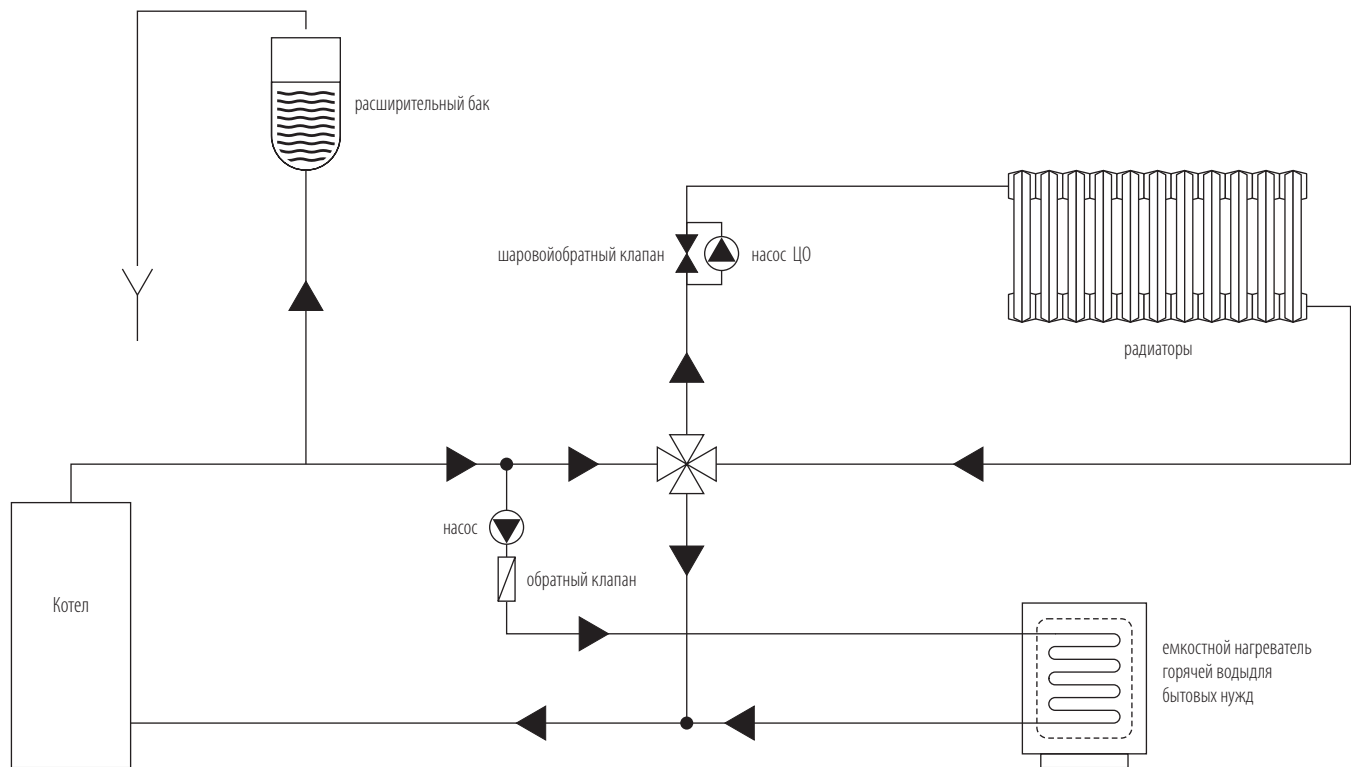 расширительный бак
шаровойобратный клапан
насос ЦО
радиаторы
насос
обратный клапан
Котел
емкостной нагреватель
горячей водыдля
бытовых нужд